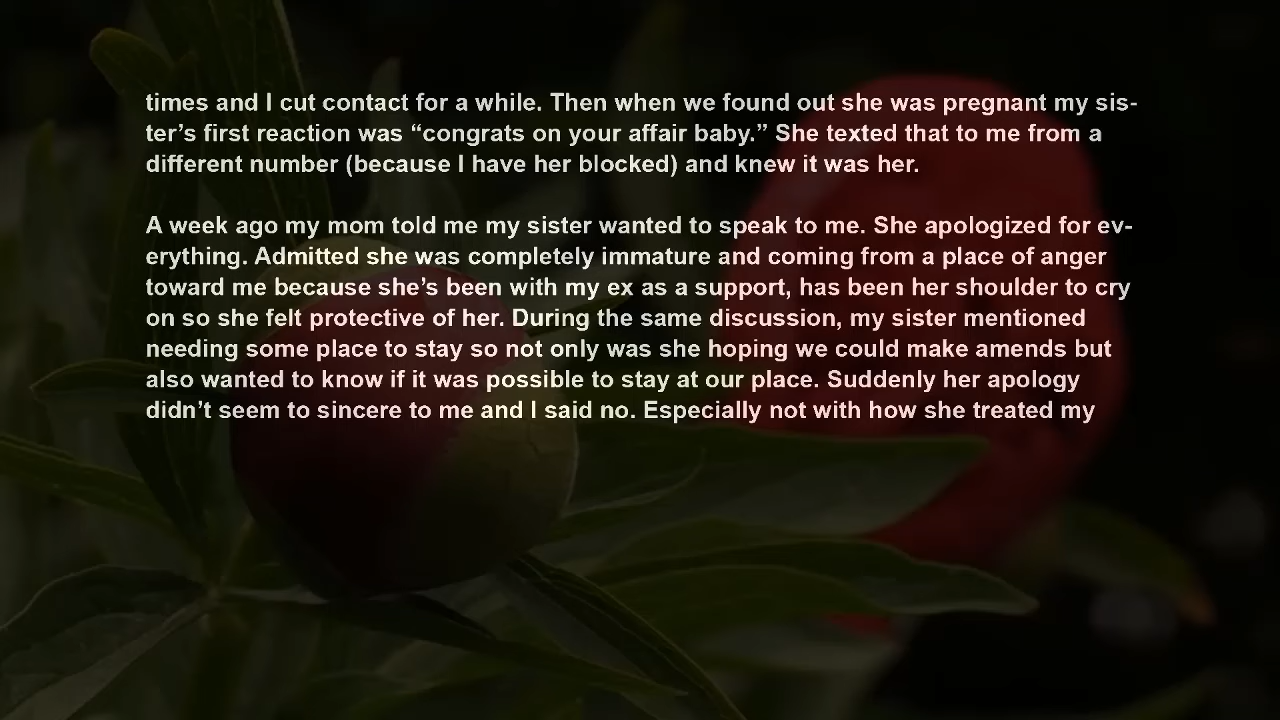 times and I cut contact for a while. Then when we found out she was pregnant my sis-
ter’s first reaction was “congrats on your affair baby.” She texted that to me from a
different number (because I have her blocked) and knew it was her.
A week ago my mom told me my sister wanted to speak to me. She apologized for ev-
erything. Admitted she was completely immature and coming from a place of anger
toward me because she’s been with my ex as a support, has been her shoulder to cry
on so she felt protective of her. During the same discussion, my sister mentioned
needing some place to stay so not only was she hoping we could make amends but
also wanted to know if it was possible to stay at our place. Suddenly her apology
didn’t seem to sincere to me and I said no. Especially not with how she treated my